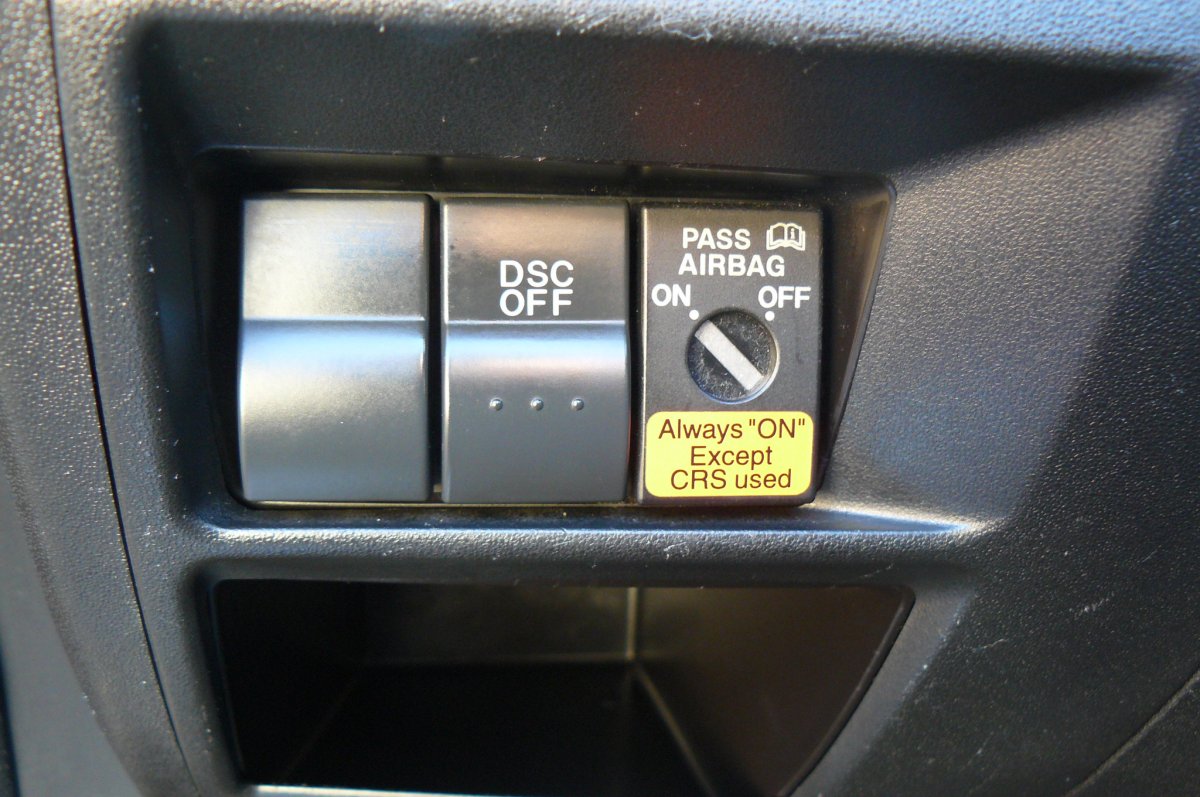 DSC
OFF
PASS
AIRBAG
ON OFF
Always "ON"
Except
CRS used